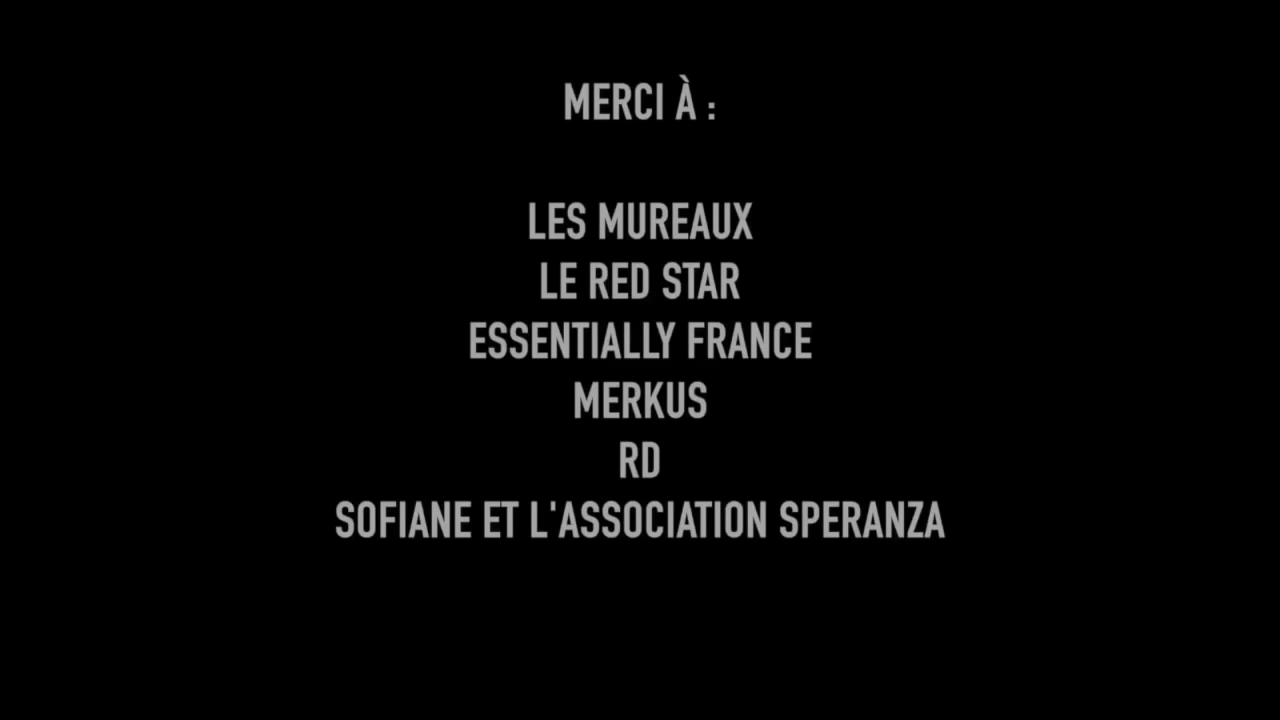 MERCI À :
LES MUREAUX
LE RED STAR
ESSENTIALLY FRANCE
MERKUS
RD
SOFIANE ET L'ASSOCIATION SPERANZA